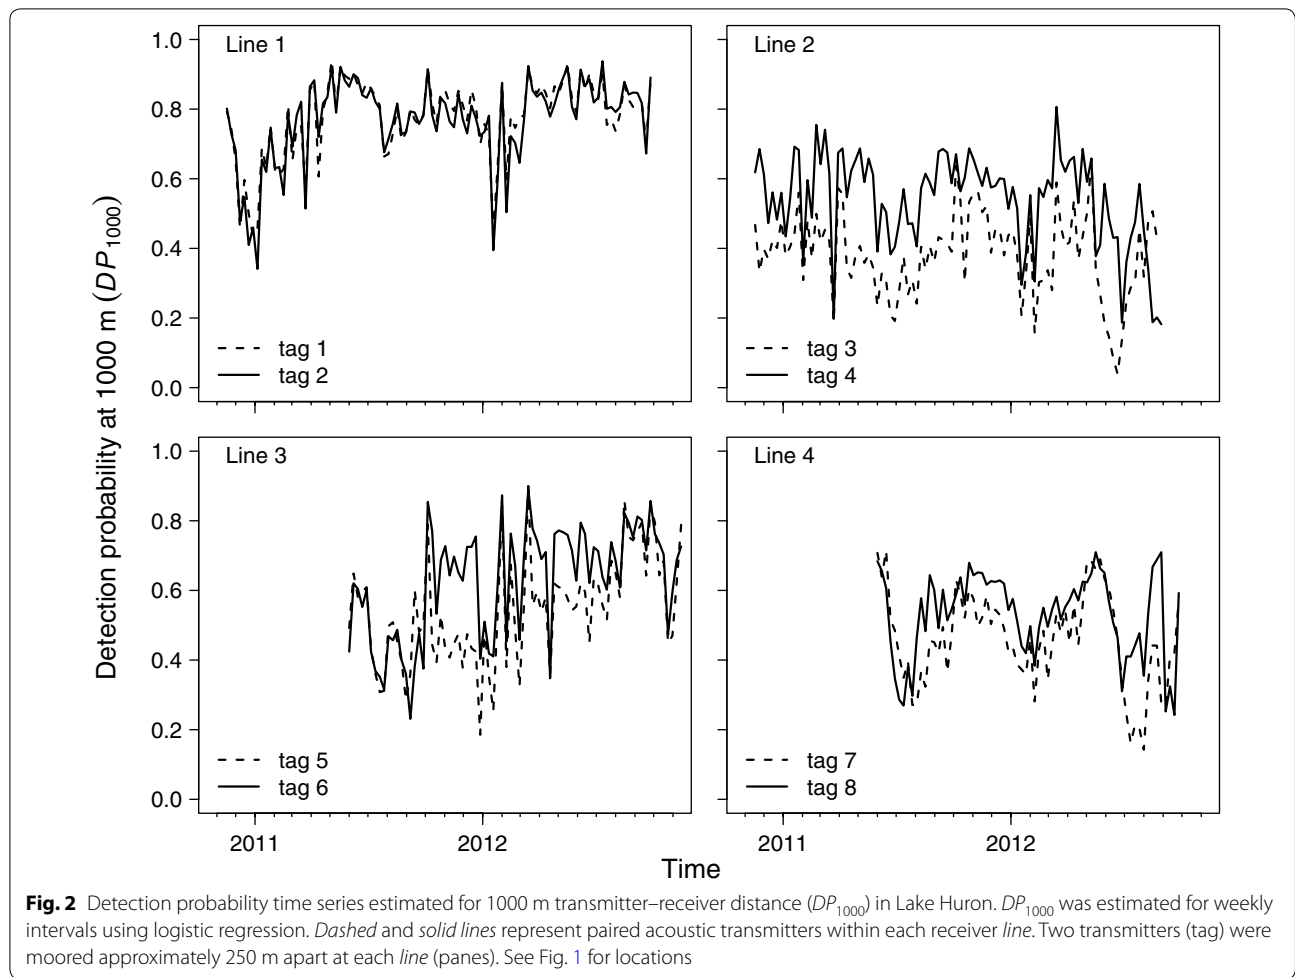 Line 1
Line 2
1.0
0.8
0.6
0.4
0.2
0.0
tag 1
tag 2
tag 3
tag 4
Detection probability at 1000 m (DP1000)
Line 3
Line 4
1.0
0.8
0.6
0.4
0.2
0.0
tag 5
tag 6
tag 7
tag 8
2011
2012
2011
2012
Time
Fig. 2 Detection probability time series estimated for 1000 m transmitter–receiver distance (DP1000) in Lake Huron. DP1000 was estimated for weekly
intervals using logistic regression. Dashed and solid lines represent paired acoustic transmitters within each receiver line. Two transmitters (tag) were
moored approximately 250 m apart at each line (panes). See Fig. 1 for locations